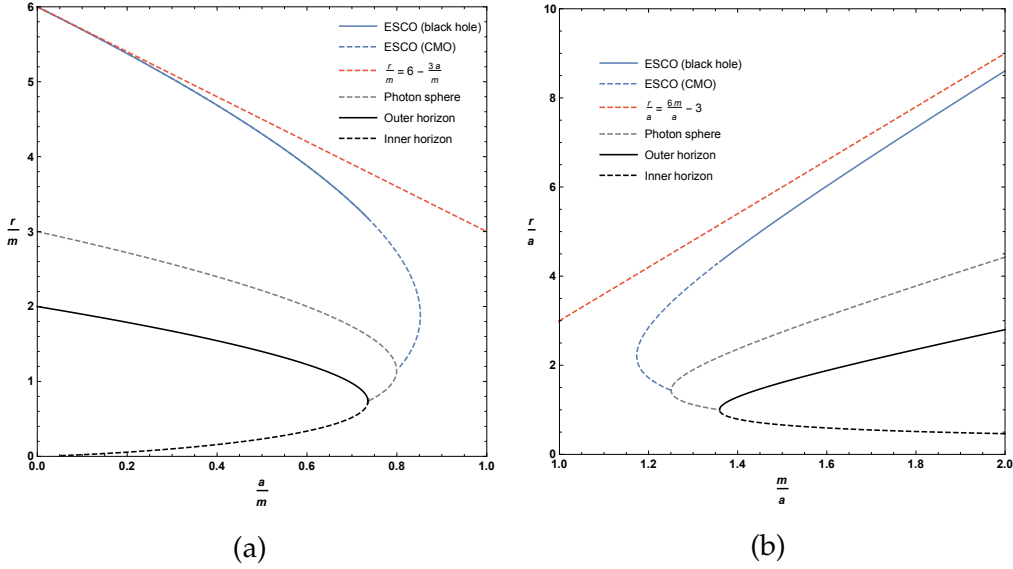 6
5
4
3
2
1
0
r/m
0.0 0.2 0.4 0.6 0.8 1.0
a/m
ESCO (black hole)
ESCO (CMO)
r/m = 6 − 3 a/m
Photon sphere
Outer horizon
Inner horizon
(a)
10
8
6
4
2
0
r/a
1.0 1.2 1.4 1.6 1.8 2.0
m/a
ESCO (black hole)
ESCO (CMO)
r/a = 6 m/a − 3
Photon sphere
Outer horizon
Inner horizon
(b)